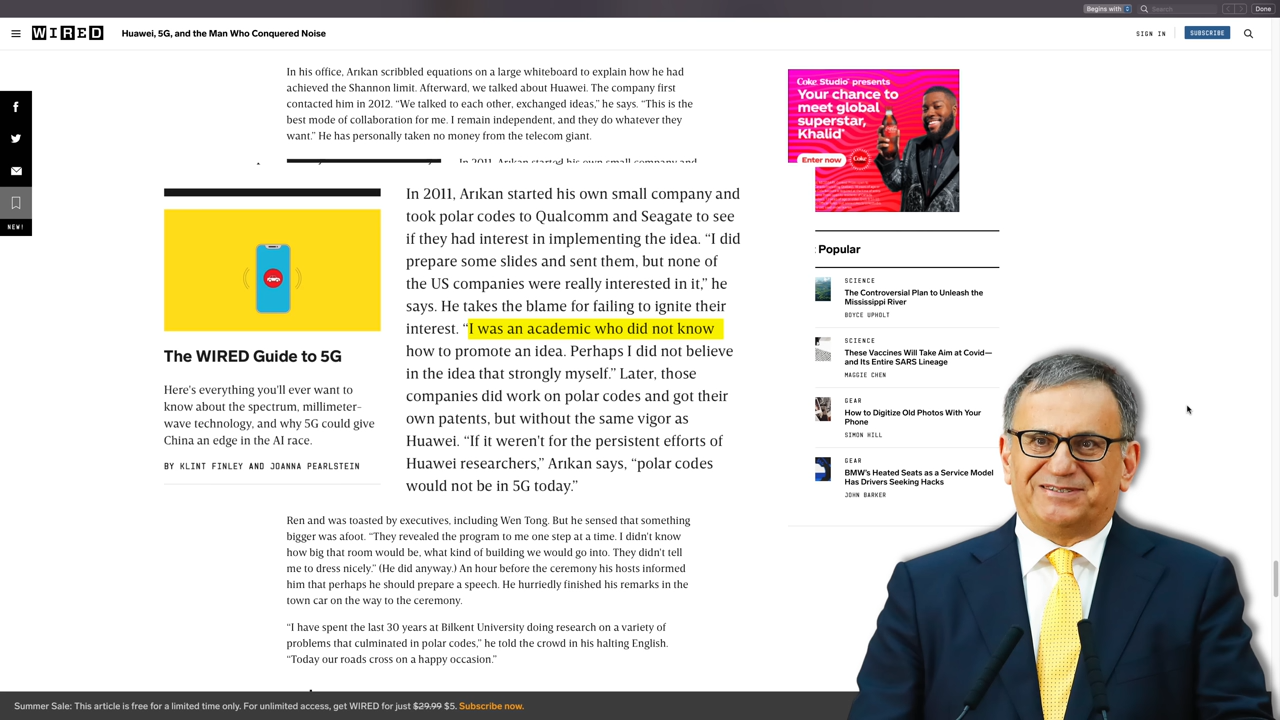 Begins with
Search
Done
WIRED
Huawei, 5G, and the Man Who Conquered Noise
SIGN IN
SUBSCRIBE
In his office, Arıkan scribbled equations on a large whiteboard to explain how he had
achieved the Shannon limit. Afterward, we talked about Huawei. The company first
contacted him in 2012. “We talked to each other, exchanged ideas,” he says. “This is the
best mode of collaboration for me. I remain independent, and they do whatever they
want.” He has personally taken no money from the telecom giant.
In 2011, Arıkan started his own small company and
NEW!
The WIRED Guide to 5G
Here's everything you'll ever want to
know about the spectrum, millimeter-
wave technology, and why 5G could give
China an edge in the AI race.
BY KLINT FINLEY AND JOANNA PEARLSTEIN
In 2011, Arıkan started his own small company and
took polar codes to Qualcomm and Seagate to see
if they had interest in implementing the idea. “I did
prepare some slides and sent them, but none of
the US companies were really interested in it,” he
says. He takes the blame for failing to ignite their
interest. “I was an academic who did not know
how to promote an idea. Perhaps I did not believe
in the idea that strongly myself.” Later, those
companies did work on polar codes and got their
own patents, but without the same vigor as
Huawei. “If it weren't for the persistent efforts of
Huawei researchers,” Arıkan says, “polar codes
would not be in 5G today.”
Ren and was toasted by executives, including Wen Tong. But he sensed that something
bigger was afoot. “They revealed the program to me one step at a time. I didn't know
how big that room would be, what kind of building we would go into. They didn't tell
me to dress nicely.” (He did anyway.) An hour before the ceremony his hosts informed
him that perhaps he should prepare a speech. He hurriedly finished his remarks in the
town car on the way to the ceremony.
“I have spent the last 30 years at Bilkent University doing research on a variety of
problems that culminated in polar codes,” he told the crowd in his halting English.
“Today our roads cross on a happy occasion.”
Coke Studio™ presents
Your chance to
meet global
superstar,
Khalid*
Enter now
Coke
Popular
SCIENCE
The Controversial Plan to Unleash the
Mississippi River
BOYCE UPHOLT
SCIENCE
These Vaccines Will Take Aim at Covid—
and Its Entire SARS Lineage
MAGGIE CHEN
GEAR
How to Digitize Old Photos With Your
Phone
SIMON HILL
GEAR
BMW's Heated Seats as a Service Model
Has Drivers Seeking Hacks
JOHN BARKER
Summer Sale: This article is free for a limited time only. For unlimited access, get WIRED for just $29.99 $5. Subscribe now.